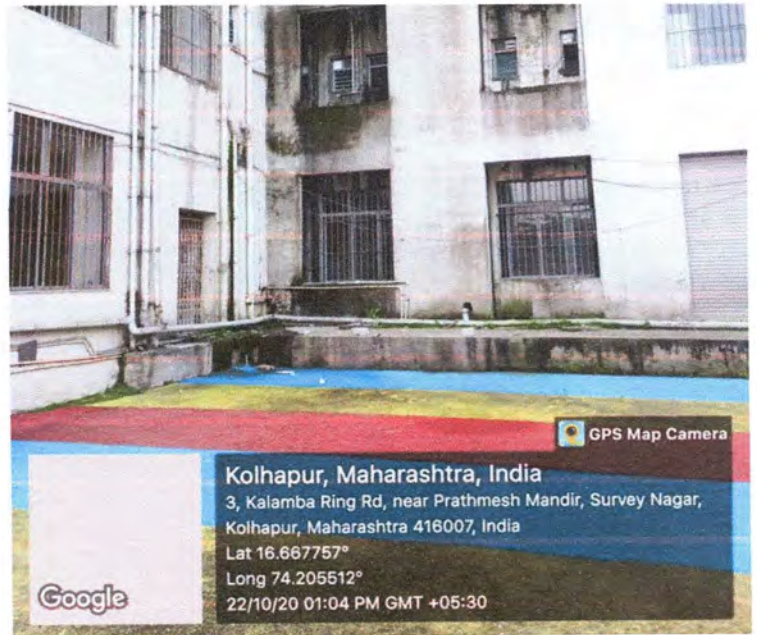 GPS Map Camera
Kolhapur, Maharashtra, India
3, Kalamba Ring Rd, near Prathmesh Mandir, Survey Nagar,
Kolhapur, Maharashtra 416007, India
Lat 16.667757°
Long 74.205512°
22/10/20 01:04 PM GMT +05:30
Google